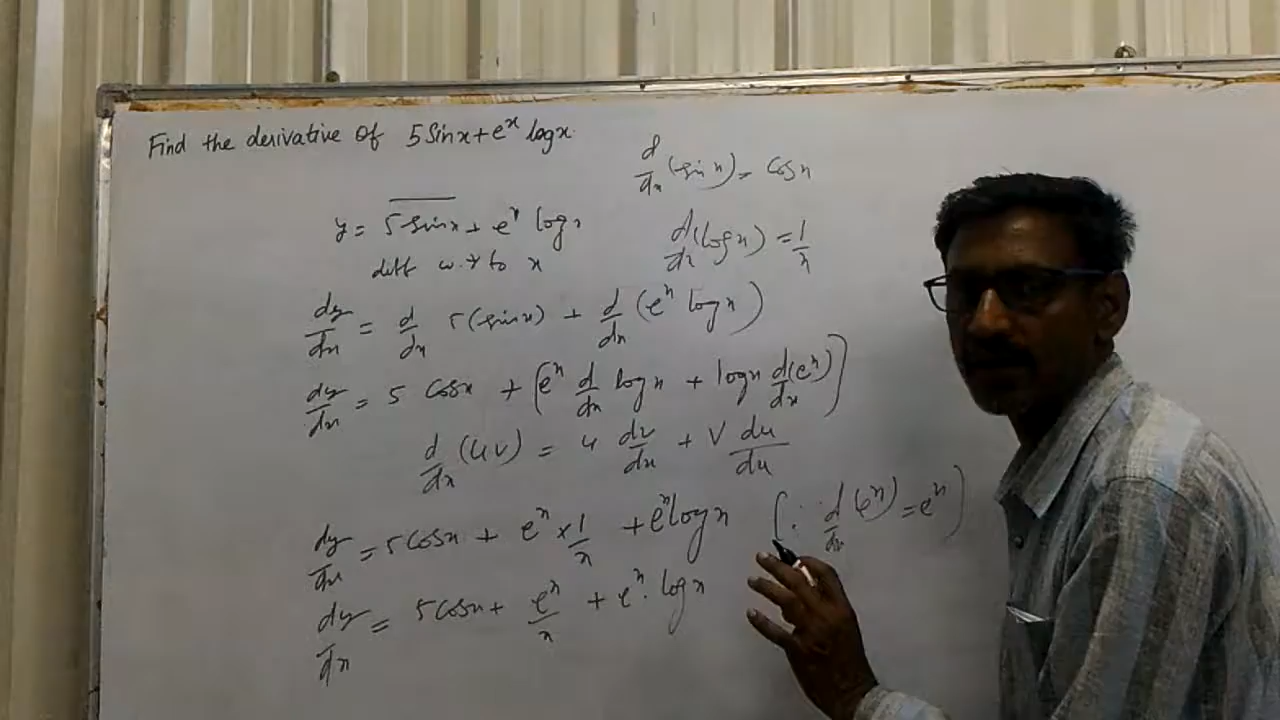 Find the derivative of 5 Sin x + e^x log x.
d/dx (sin x) = cos x
y = 5 sin x + e^x log x
d/dx (log x) = 1/x
diff w.r to x
dy/dx = d/dx 5 (sin x) + d/dx (e^x log x)
dy/dx = 5 cos x + (e^x d/dx log x + log x d(e^x)/dx)
d/dx (uv) = u dv/dx + v du/dx
dy/dx = 5 cos x + e^x × 1/x + e^x log x (∵ d/dx (e^x) = e^x)
dy/dx = 5 cos x + e^x/x + e^x . log x